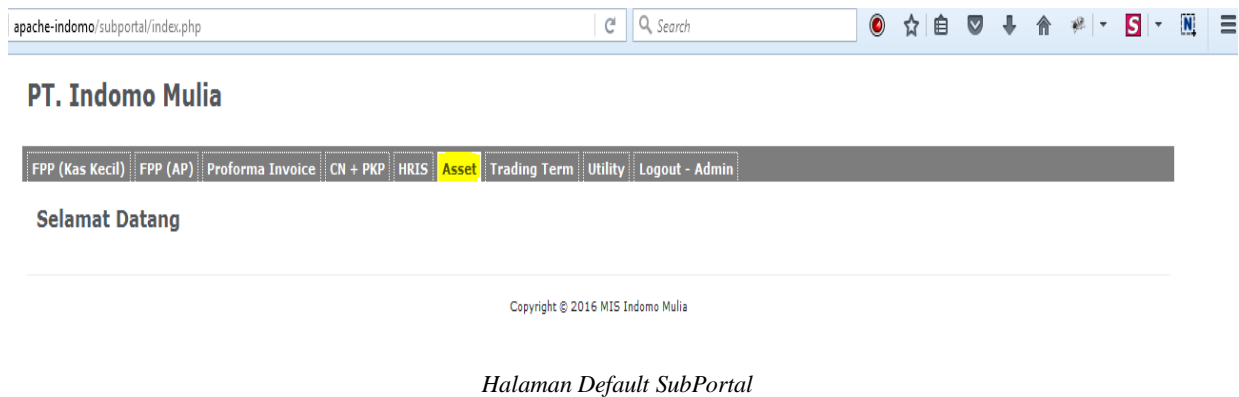 apache-indomo/subportal/index.php Search
PT. Indomo Mulia
FPP (Kas Kecil) FPP (AP) Proforma Invoice CN + PKP HRIS Asset Trading Term Utility Logout - Admin
Selamat Datang
Copyright © 2016 MIS Indomo Mulia
Halaman Default SubPortal